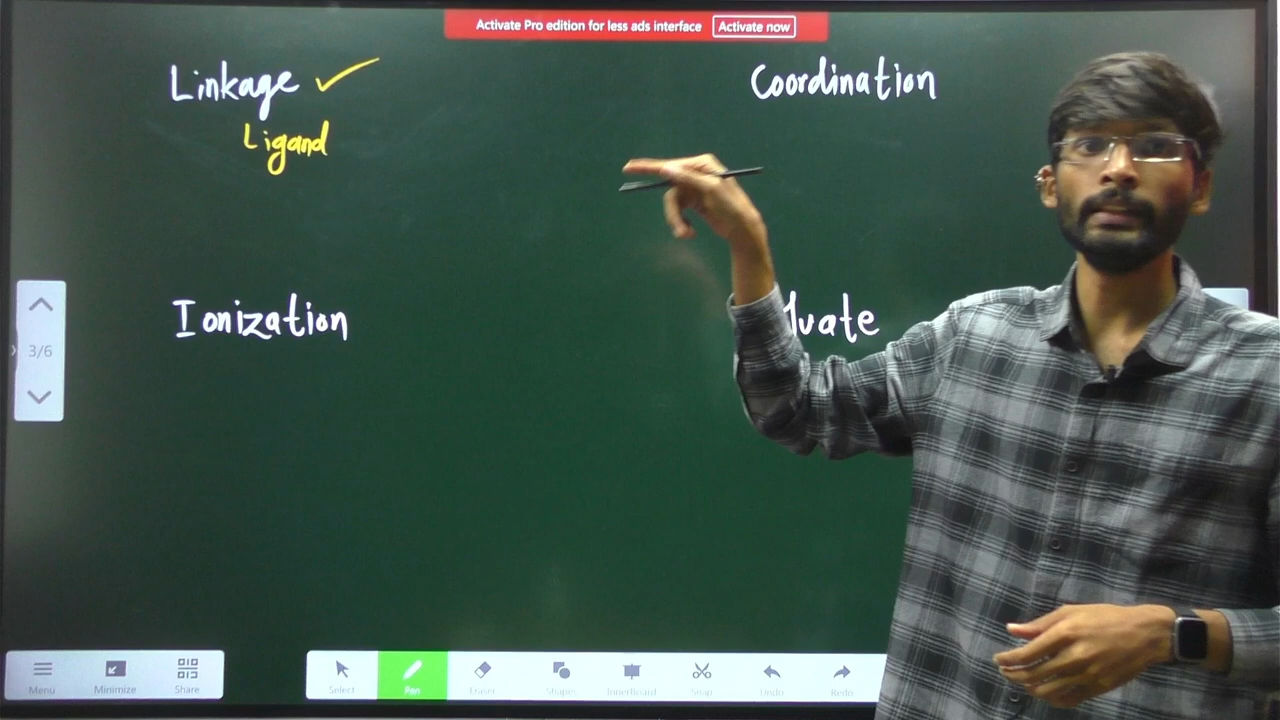 Activate Pro edition for less ads interface Activate now
Linkage
Coordination
Ligand
Ionization
3/6
Menu
Minimize
Share
Select
Pen
Eraser
Shapes
InnerBoard
Snap
Undo
Redo